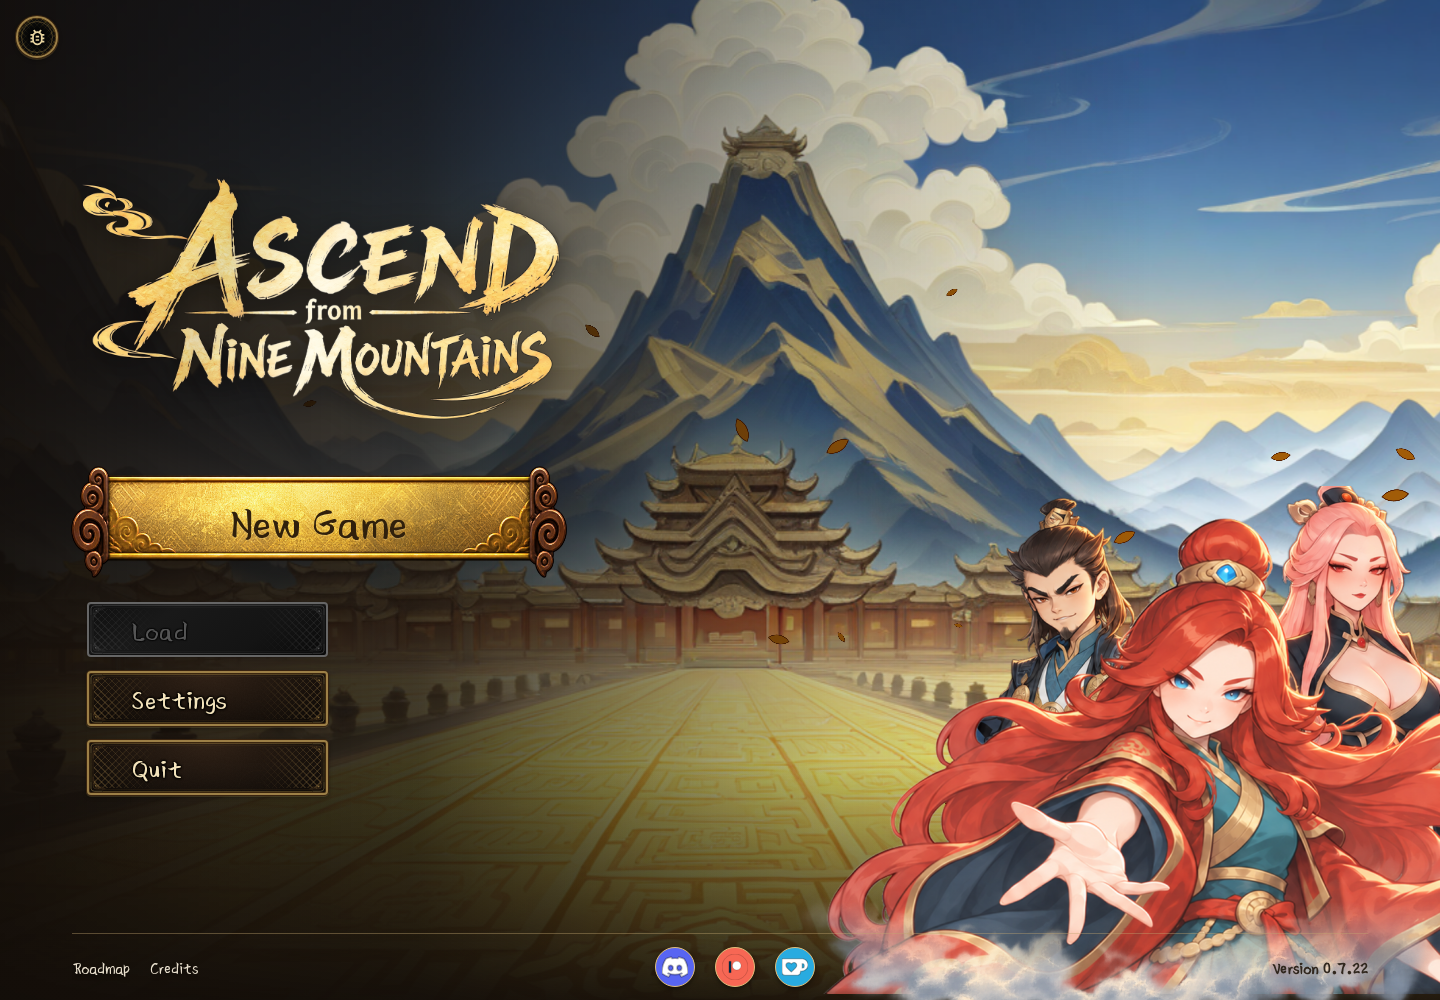 ASCEND
from
NINE MOUNTAINS
New Game
Load
Settings
Quit
Roadmap
Credits
Version 0.7.22